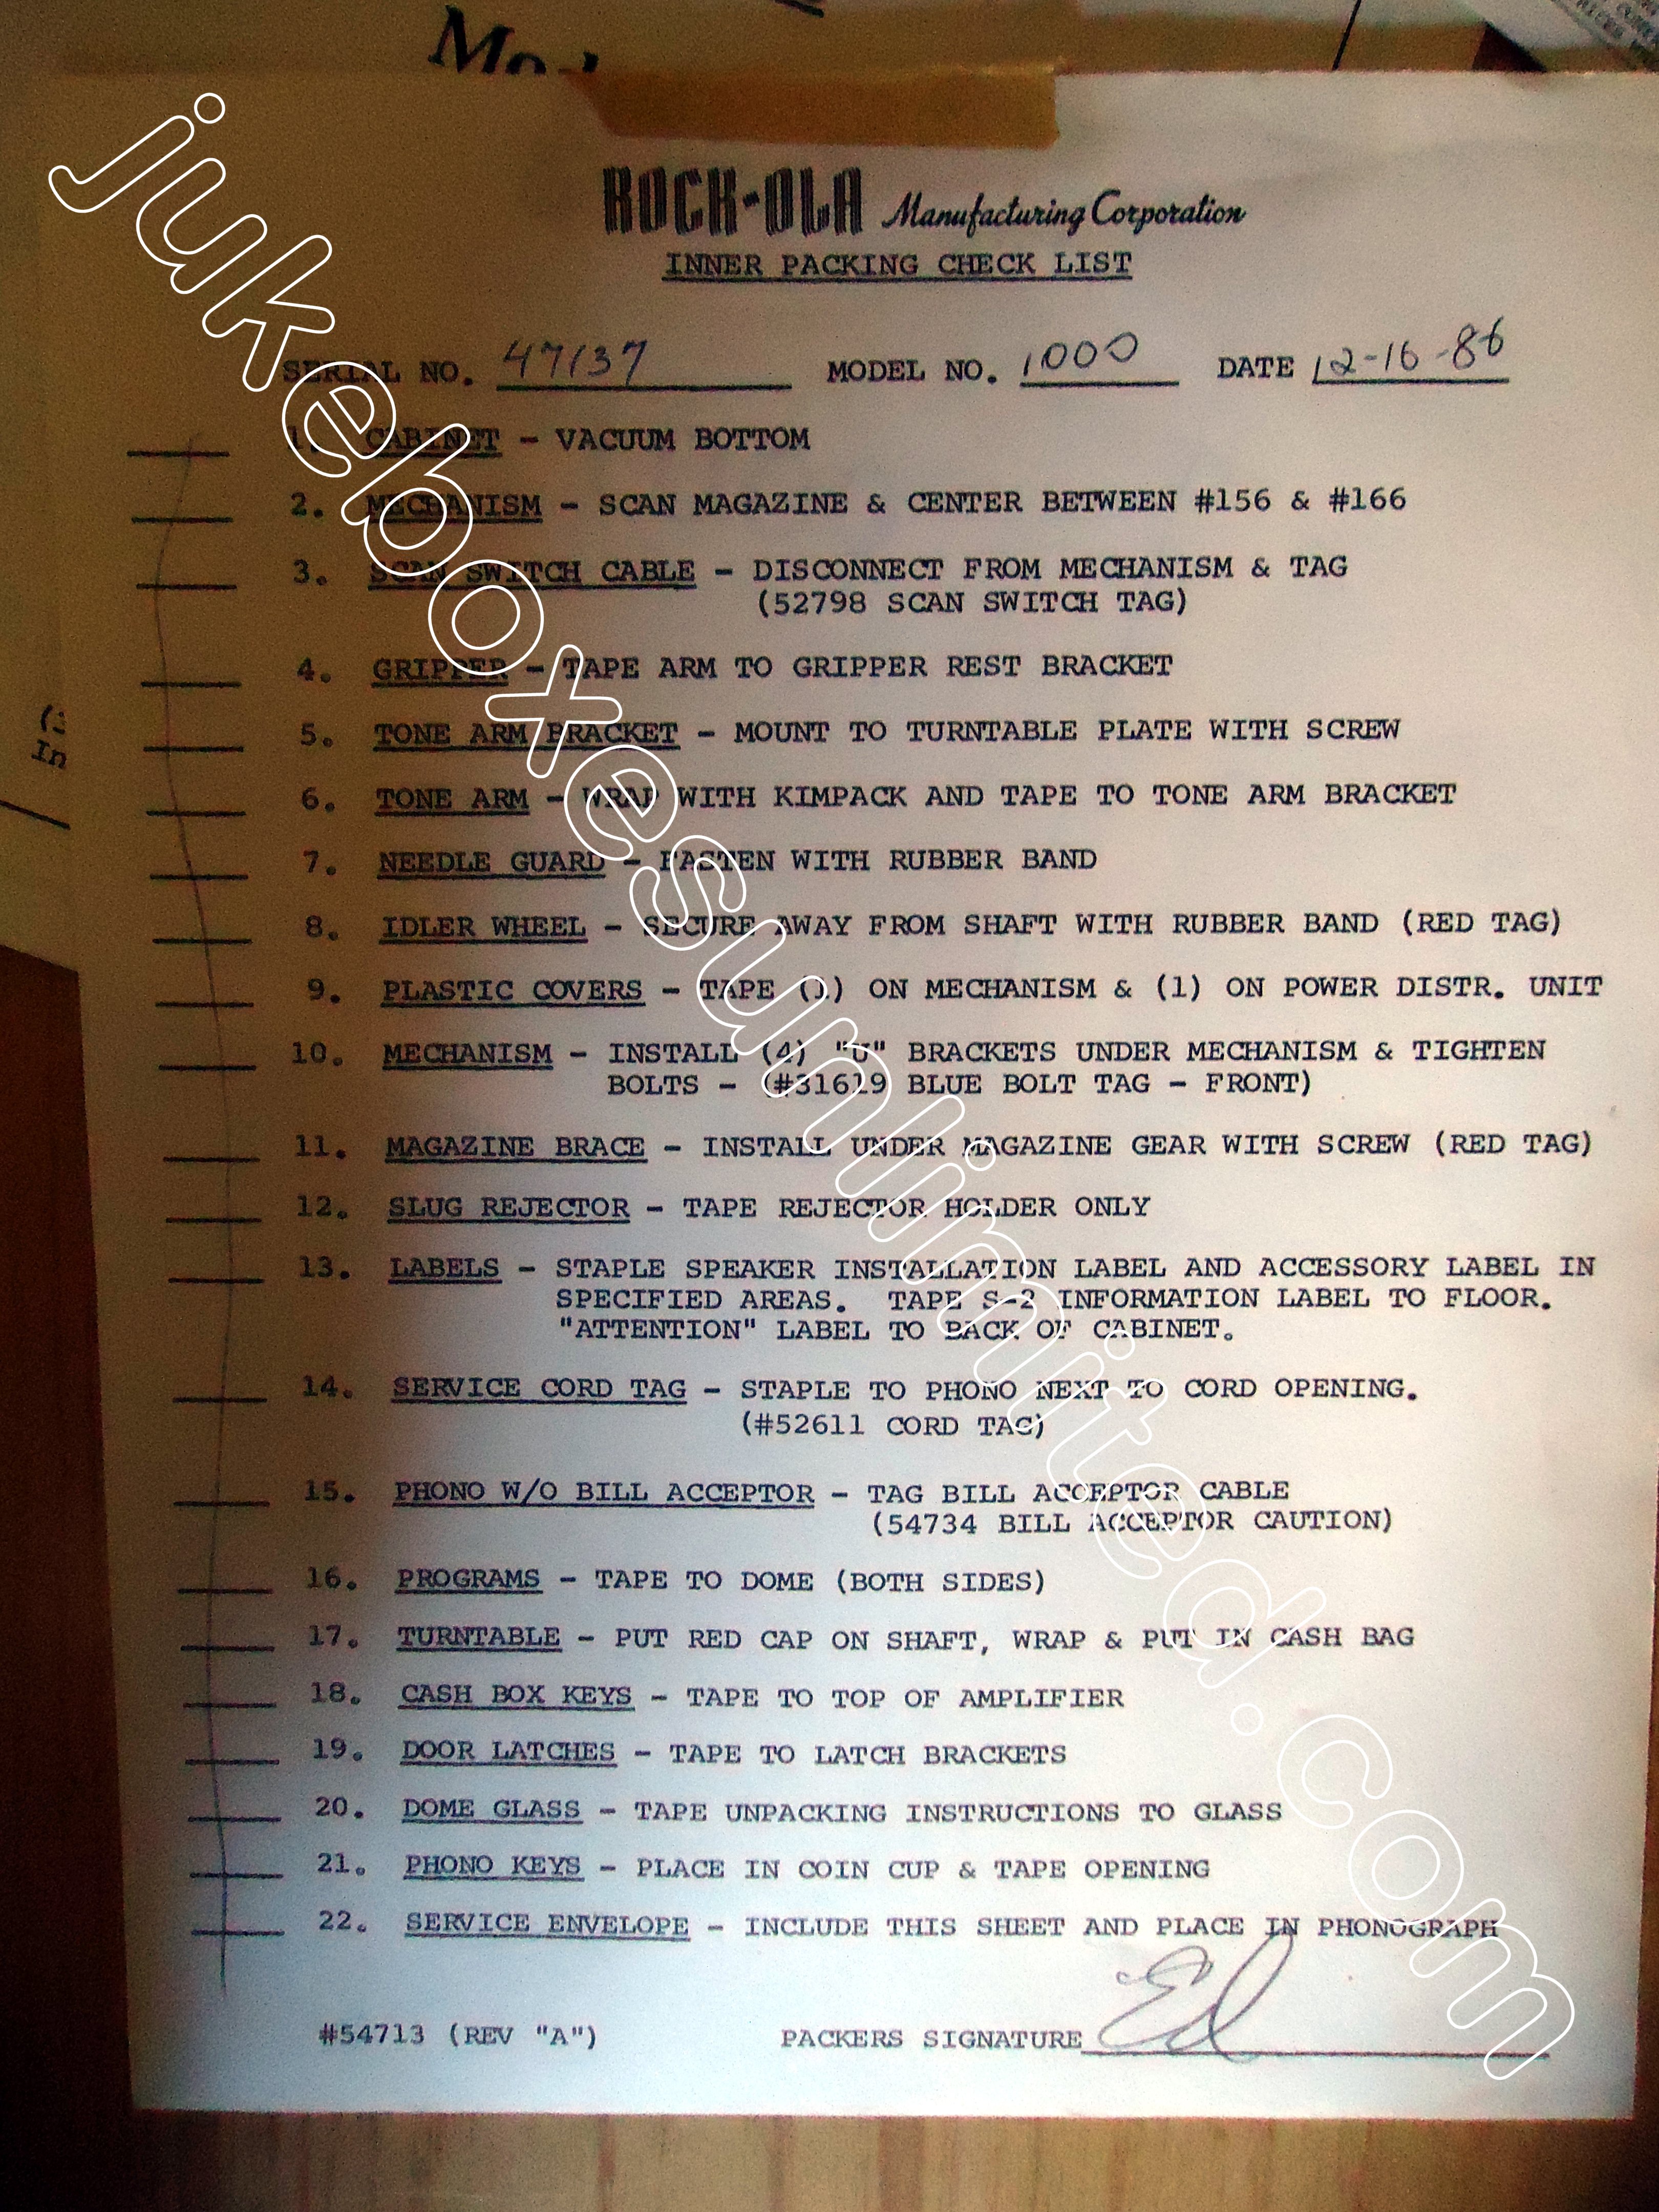 ROCK-OLA Manufacturing Corporation
INNER PACKING CHECK LIST
SERIAL NO. 47137 MODEL NO. 1000 DATE 12-16-86
1. CABINET - VACUUM BOTTOM
2. MECHANISM - SCAN MAGAZINE & CENTER BETWEEN #156 & #166
3. SCAN SWITCH CABLE - DISCONNECT FROM MECHANISM & TAG
(52798 SCAN SWITCH TAG)
4. GRIPPER - TAPE ARM TO GRIPPER REST BRACKET
5. TONE ARM BRACKET - MOUNT TO TURNTABLE PLATE WITH SCREW
6. TONE ARM - WRAP WITH KIMPACK AND TAPE TO TONE ARM BRACKET
7. NEEDLE GUARD - FASTEN WITH RUBBER BAND
8. IDLER WHEEL - SECURE AWAY FROM SHAFT WITH RUBBER BAND (RED TAG)
9. PLASTIC COVERS - TAPE (1) ON MECHANISM & (1) ON POWER DISTR. UNIT
10. MECHANISM - INSTALL (4) "U" BRACKETS UNDER MECHANISM & TIGHTEN
BOLTS - (#31619 BLUE BOLT TAG - FRONT)
11. MAGAZINE BRACE - INSTALL UNDER MAGAZINE GEAR WITH SCREW (RED TAG)
12. SLUG REJECTOR - TAPE REJECTOR HOLDER ONLY
13. LABELS - STAPLE SPEAKER INSTALLATION LABEL AND ACCESSORY LABEL IN
SPECIFIED AREAS. TAPE S-2 INFORMATION LABEL TO FLOOR.
"ATTENTION" LABEL TO BACK OF CABINET.
14. SERVICE CORD TAG - STAPLE TO PHONO NEXT TO CORD OPENING.
(#52611 CORD TAG)
15. PHONO W/O BILL ACCEPTOR - TAG BILL ACCEPTOR CABLE
(54734 BILL ACCEPTOR CAUTION)
16. PROGRAMS - TAPE TO DOME (BOTH SIDES)
17. TURNTABLE - PUT RED CAP ON SHAFT, WRAP & PUT IN CASH BAG
18. CASH BOX KEYS - TAPE TO TOP OF AMPLIFIER
19. DOOR LATCHES - TAPE TO LATCH BRACKETS
20. DOME GLASS - TAPE UNPACKING INSTRUCTIONS TO GLASS
21. PHONO KEYS - PLACE IN COIN CUP & TAPE OPENING
22. SERVICE ENVELOPE - INCLUDE THIS SHEET AND PLACE IN PHONOGRAPH
#54713 (REV "A") PACKERS SIGNATURE Ed
jukeboxesunlimited.com